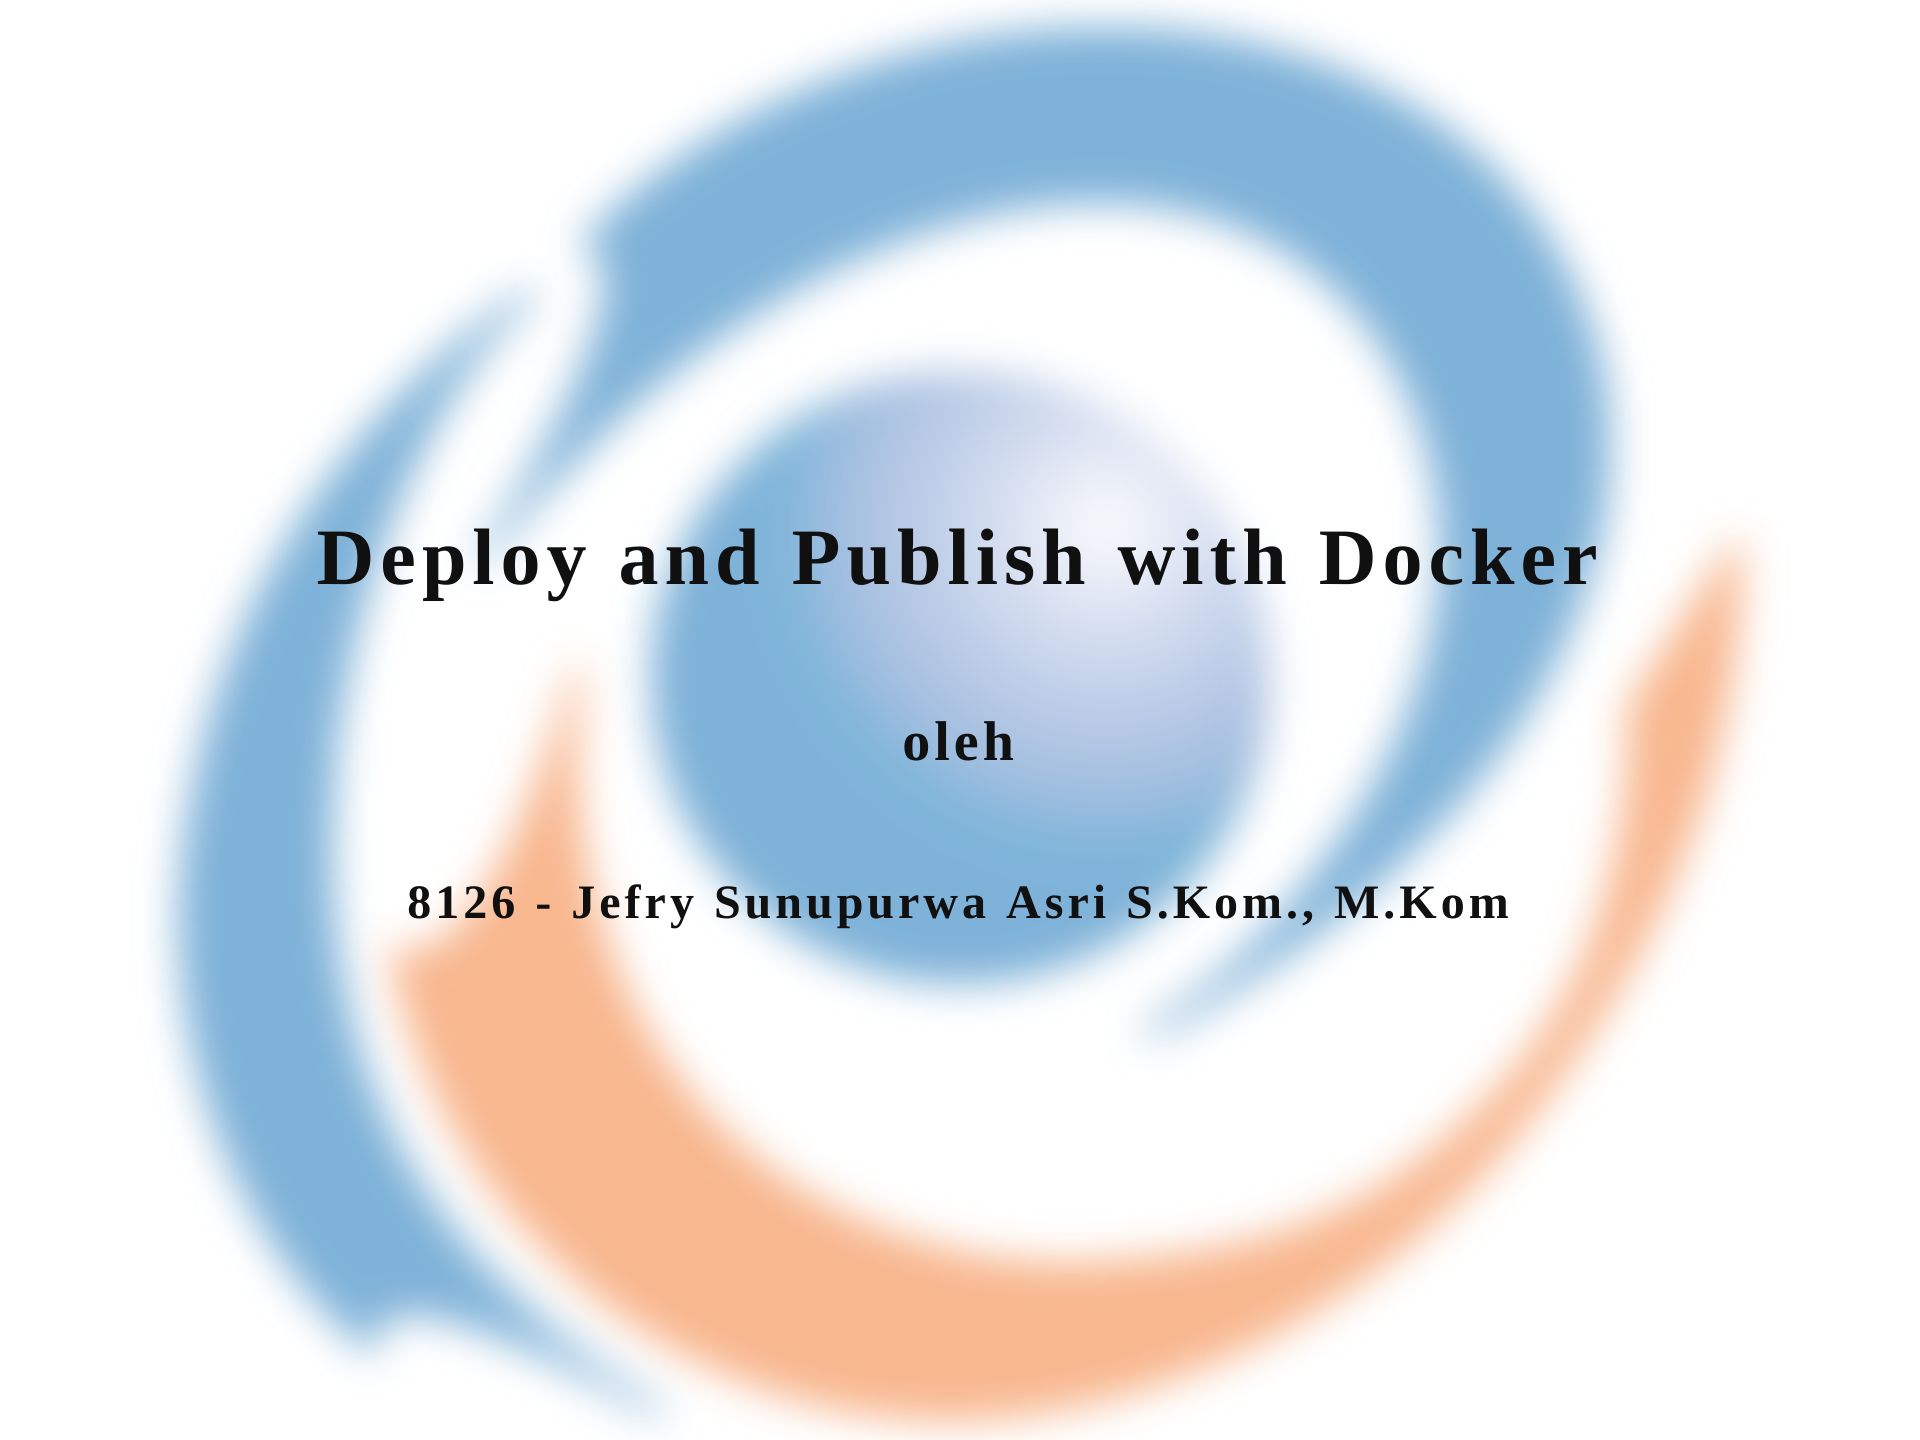 Deploy and Publish with Docker
oleh
8126 - Jefry Sunupurwa Asri S.Kom., M.Kom